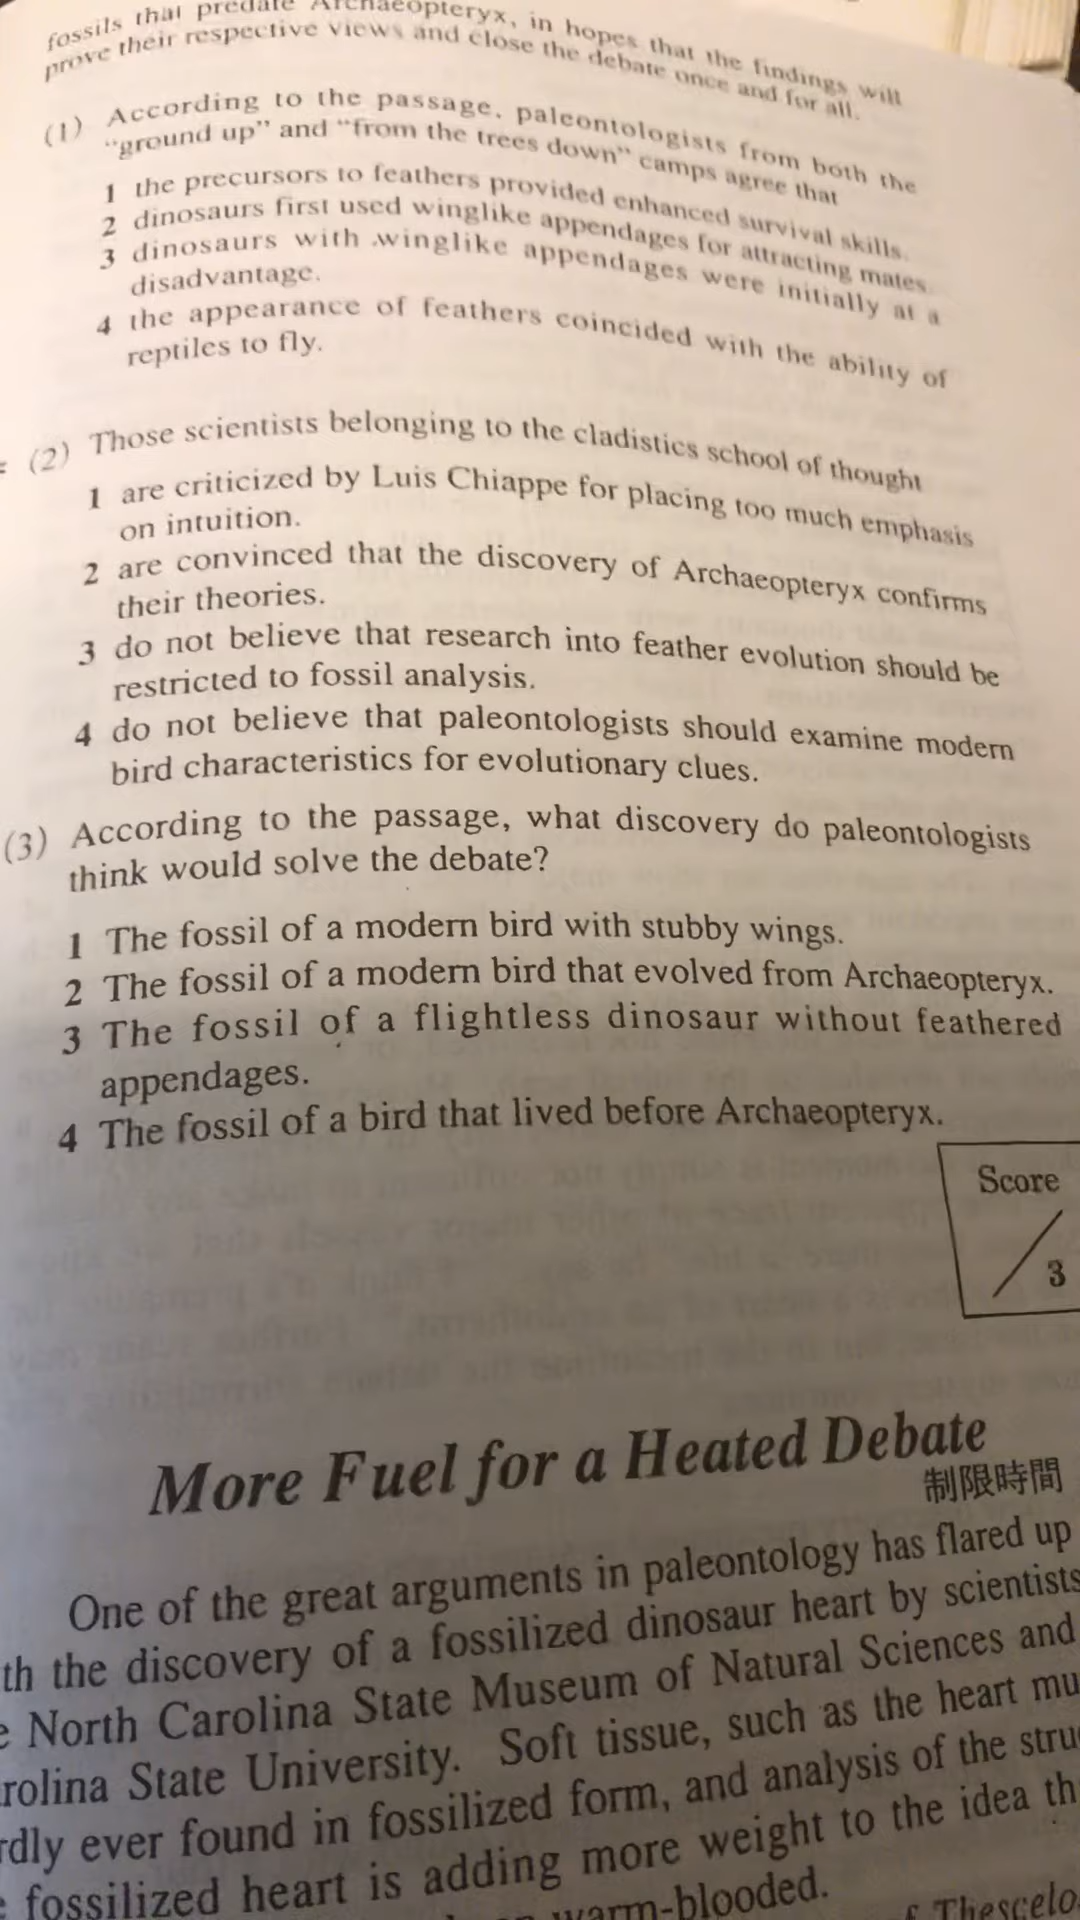 fossils that predate Archaeopteryx, in hopes that the findings will
prove their respective views and close the debate once and for all.
(1) According to the passage, paleontologists from both the
“ground up” and “from the trees down” camps agree that
1 the precursors to feathers provided enhanced survival skills.
2 dinosaurs first used winglike appendages for attracting mates.
3 dinosaurs with winglike appendages were initially at a
disadvantage.
4 the appearance of feathers coincided with the ability of
reptiles to fly.
(2) Those scientists belonging to the cladistics school of thought
1 are criticized by Luis Chiappe for placing too much emphasis
on intuition.
2 are convinced that the discovery of Archaeopteryx confirms
their theories.
3 do not believe that research into feather evolution should be
restricted to fossil analysis.
4 do not believe that paleontologists should examine modern
bird characteristics for evolutionary clues.
(3) According to the passage, what discovery do paleontologists
think would solve the debate?
1 The fossil of a modern bird with stubby wings.
2 The fossil of a modern bird that evolved from Archaeopteryx.
3 The fossil of a flightless dinosaur without feathered
appendages.
4 The fossil of a bird that lived before Archaeopteryx.
Score
/3
More Fuel for a Heated Debate
制限時間
One of the great arguments in paleontology has flared up
th the discovery of a fossilized dinosaur heart by scientists
e North Carolina State Museum of Natural Sciences and
rolina State University. Soft tissue, such as the heart mu
rdly ever found in fossilized form, and analysis of the stru
e fossilized heart is adding more weight to the idea th
warm-blooded.
f Thescelo